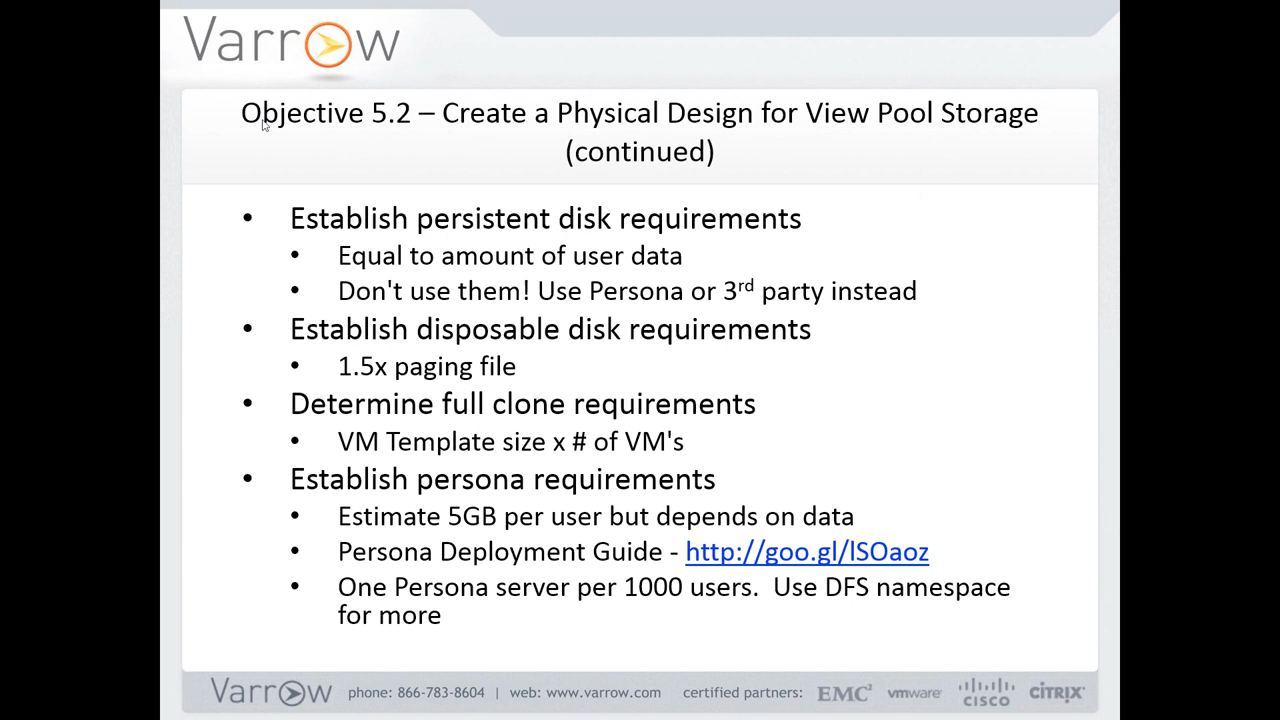 Varrow
Objective 5.2 – Create a Physical Design for View Pool Storage
(continued)
• Establish persistent disk requirements
• Equal to amount of user data
• Don't use them! Use Persona or 3rd party instead
• Establish disposable disk requirements
• 1.5x paging file
• Determine full clone requirements
• VM Template size x # of VM's
• Establish persona requirements
• Estimate 5GB per user but depends on data
• Persona Deployment Guide - http://goo.gl/lSOaoz
• One Persona server per 1000 users.  Use DFS namespace
for more
Varrow phone: 866-783-8604 | web: www.varrow.com certified partners: EMC² vmware CISCO CITRIX